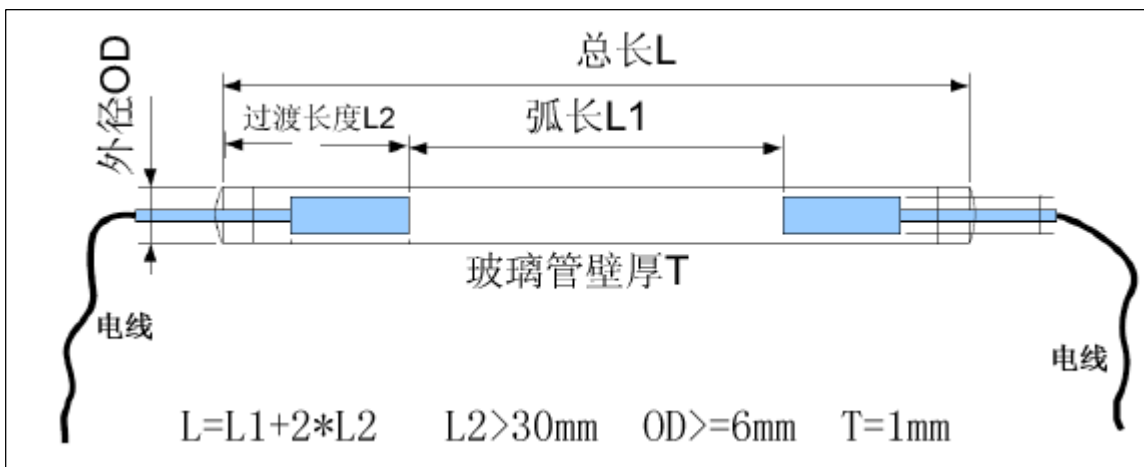 总长L
外径OD
过渡长度L2
弧长L1
玻璃管壁厚T
电线
电线
L=L1+2*L2 L2>30mm OD>=6mm T=1mm